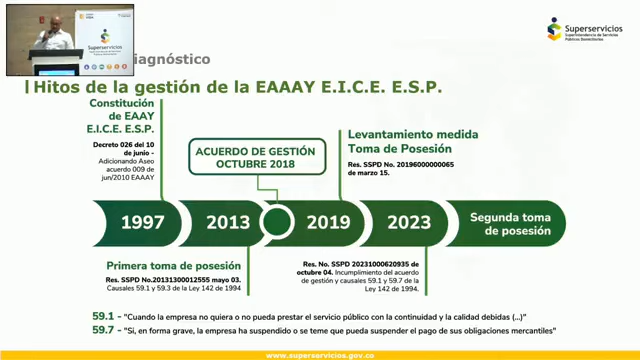 Superservicios
Superservicios
Superintendencia de Servicios
Públicos Domiciliarios
iagnóstico
Hitos de la gestión de la EAAAY E.I.C.E. E.S.P.
Constitución
de EAAY
E.I.C.E. E.S.P.
Decreto 026 del 10
de junio -
Adicionando Aseo
acuerdo 009 de
jun/2010 EAAAY
ACUERDO DE GESTIÓN
OCTUBRE 2018
Levantamiento medida
Toma de Posesión
Res. SSPD No. 20196000000065
de marzo 15.
1997
2013
2019
2023
Segunda toma
de posesión
Primera toma de posesión
Res. SSPD No.20131300012555 mayo 03.
Causales 59.1 y 59.3 de la Ley 142 de 1994
Res. No. SSPD 20231000620935 de
octubre 04. Incumplimiento del acuerdo
de gestión y causales 59.1 y 59.7 de la
Ley 142 de 1994.
59.1 - "Cuando la empresa no quiera o no pueda prestar el servicio público con la continuidad y la calidad debidas (...)"
59.7 - "Si, en forma grave, la empresa ha suspendido o se teme que pueda suspender el pago de sus obligaciones mercantiles"
www.superservicios.gov.co